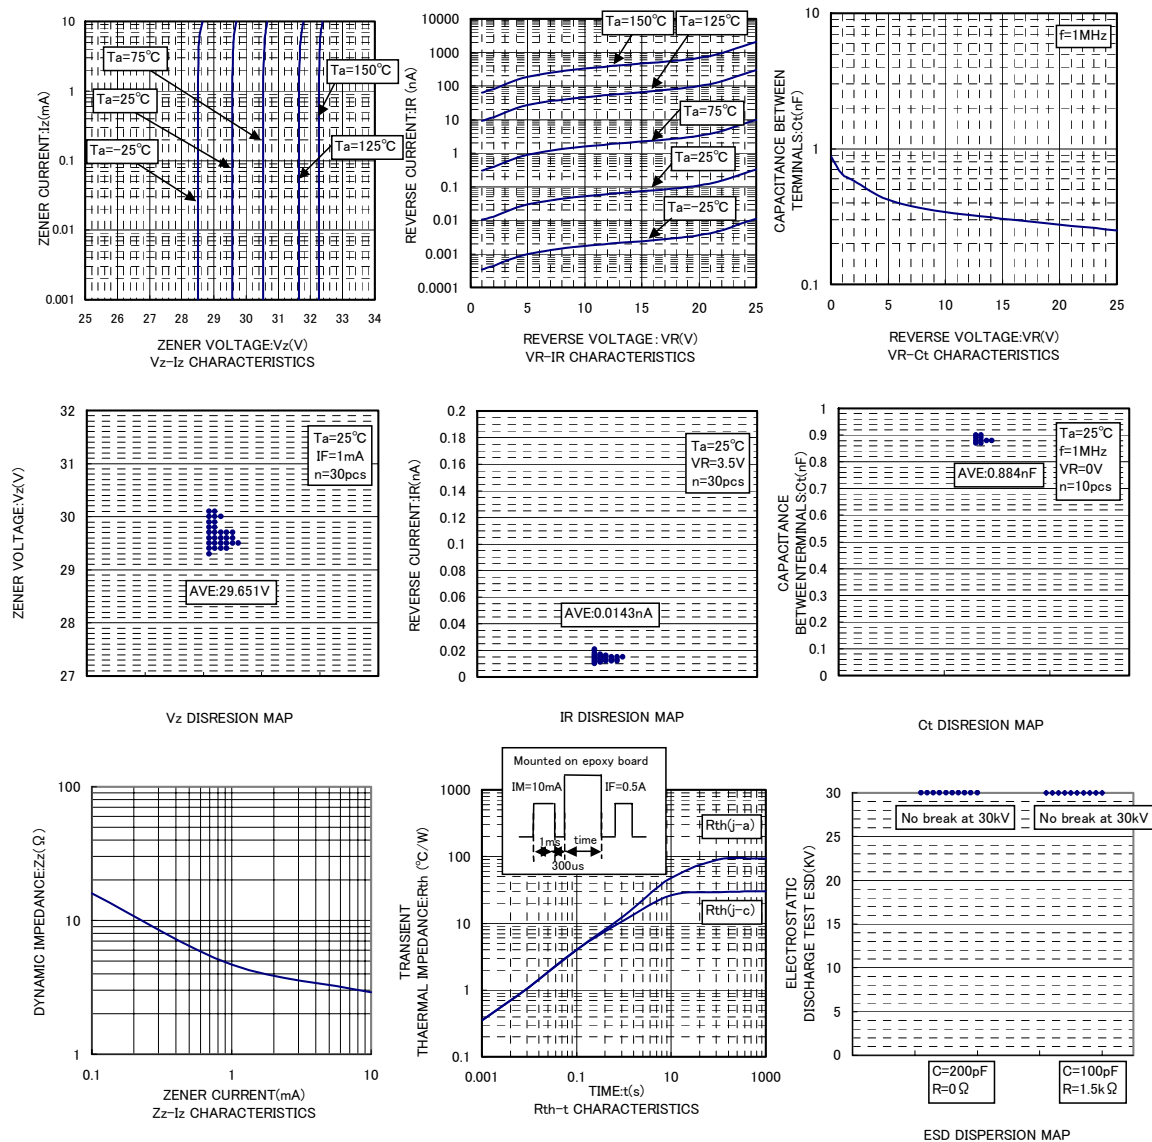 ZENER CURRENT:Iz(mA)
10
1
0.1
0.01
0.001
Ta=75℃
Ta=25℃
Ta=-25℃
Ta=150℃
Ta=125℃
25 26 27 28 29 30 31 32 33 34
ZENER VOLTAGE:Vz(V)
Vz-Iz CHARACTERISTICS
REVERSE CURRENT:IR (nA)
10000
1000
100
10
1
0.1
0.01
0.001
0.0001
Ta=150℃
Ta=125℃
Ta=75℃
Ta=25℃
Ta=-25℃
0 5 10 15 20 25
REVERSE VOLTAGE:VR(V)
VR-IR CHARACTERISTICS
CAPACITANCE BETWEEN
TERMINALS:Ct(nF)
10
1
0.1
f=1MHz
0 5 10 15 20 25
REVERSE VOLTAGE:VR(V)
VR-Ct CHARACTERISTICS
ZENER VOLTAGE:Vz(V)
32
31
30
29
28
27
Ta=25℃
IF=1mA
n=30pcs
AVE:29.651V
Vz DISRESION MAP
REVERSE CURRENT:IR(nA)
0.2
0.18
0.16
0.14
0.12
0.1
0.08
0.06
0.04
0.02
0
Ta=25℃
VR=3.5V
n=30pcs
AVE:0.0143nA
IR DISRESION MAP
CAPACITANCE
BETWEENTERMINALS:Ct(nF)
1
0.9
0.8
0.7
0.6
0.5
0.4
0.3
0.2
0.1
0
Ta=25℃
f=1MHz
VR=0V
n=10pcs
AVE:0.884nF
Ct DISRESION MAP
DYNAMIC IMPEDANCE:Zz(Ω)
100
10
1
0.1 1 10
ZENER CURRENT(mA)
Zz-Iz CHARACTERISTICS
TRANSIENT
THAERMAL IMPEDANCE:Rth (℃/W)
1000
100
10
1
0.1
Mounted on epoxy board
IM=10mA
IF=0.5A
1ms
time
300us
Rth(j-a)
Rth(j-c)
0.001 0.1 10 1000
TIME:t(s)
Rth-t CHARACTERISTICS
ELECTROSTATIC
DISCHARGE TEST ESD(KV)
30
25
20
15
10
5
0
No break at 30kV
No break at 30kV
C=200pF
R=0Ω
C=100pF
R=1.5kΩ
ESD DISPERSION MAP